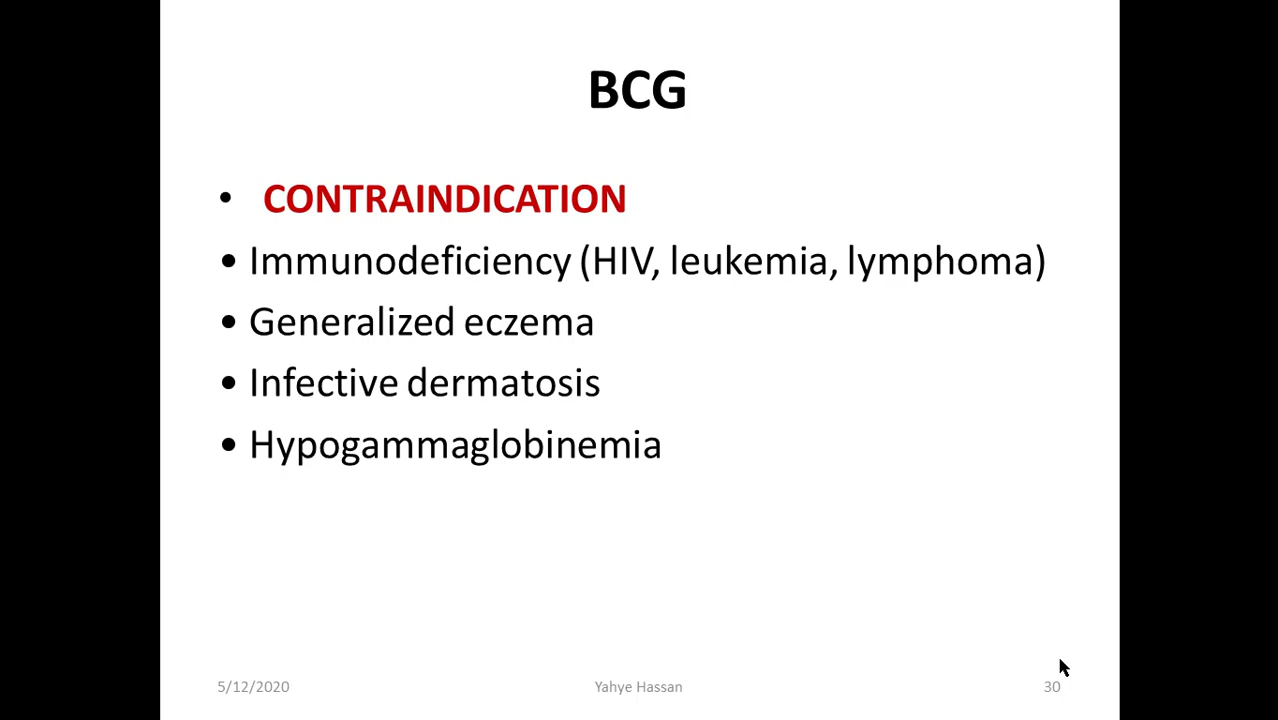 BCG
• CONTRAINDICATION
• Immunodeficiency (HIV, leukemia, lymphoma)
• Generalized eczema
• Infective dermatosis
• Hypogammaglobinemia
5/12/2020 Yahye Hassan 30